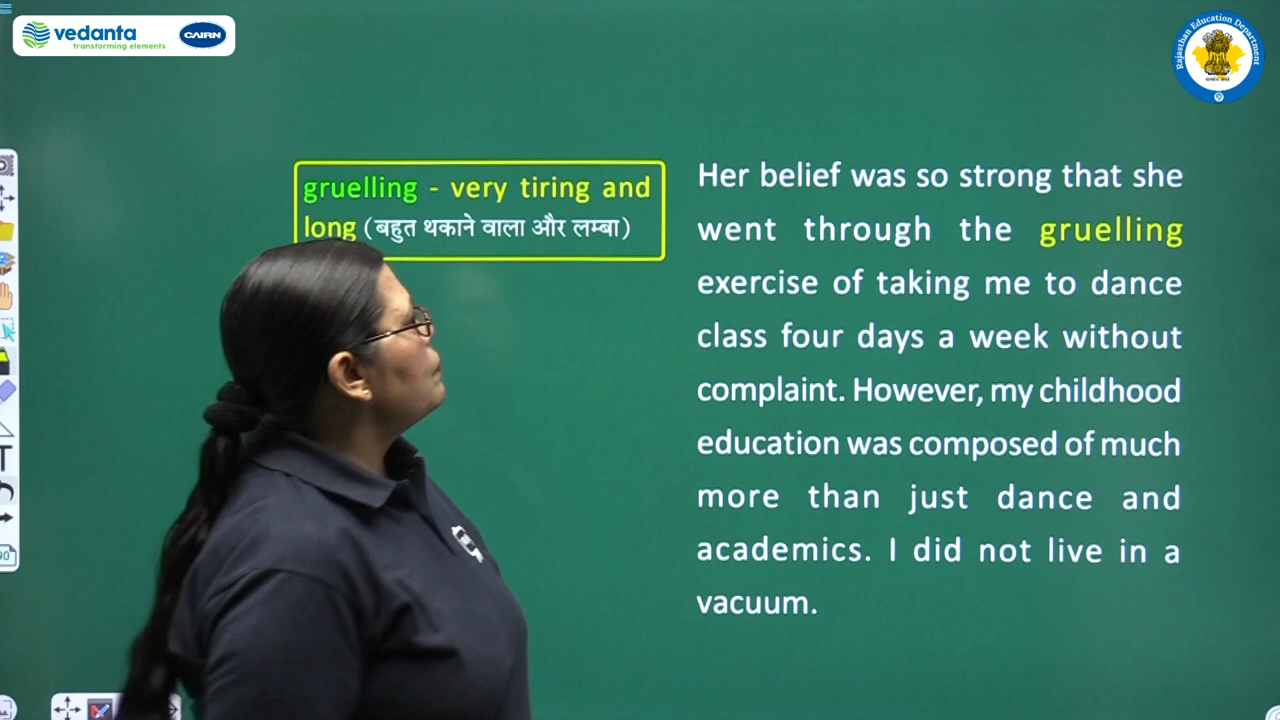 vedanta
transforming elements
CAIRN
Rajasthan Education Department
gruelling - very tiring and
long (बहुत थकाने वाला और लम्बा)
Her belief was so strong that she
went through the gruelling
exercise of taking me to dance
class four days a week without
complaint. However, my childhood
education was composed of much
more than just dance and
academics. I did not live in a
vacuum.